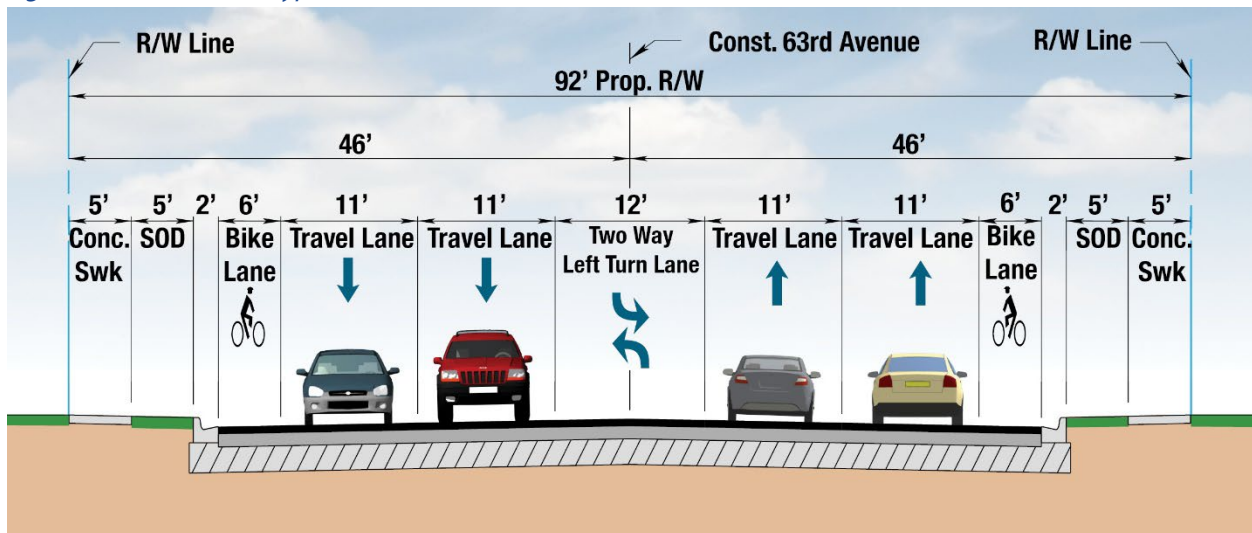 R/W Line
Const. 63rd Avenue
R/W Line
92’ Prop. R/W
46’
46’
5’ 5’ 2’ 6’ 11’ 11’ 12’ 11’ 11’ 6’ 2’ 5’ 5’
Conc.
Swk
SOD
Bike
Lane
Travel Lane
Travel Lane
Two Way
Left Turn Lane
Travel Lane
Travel Lane
Bike
Lane
SOD
Conc.
Swk